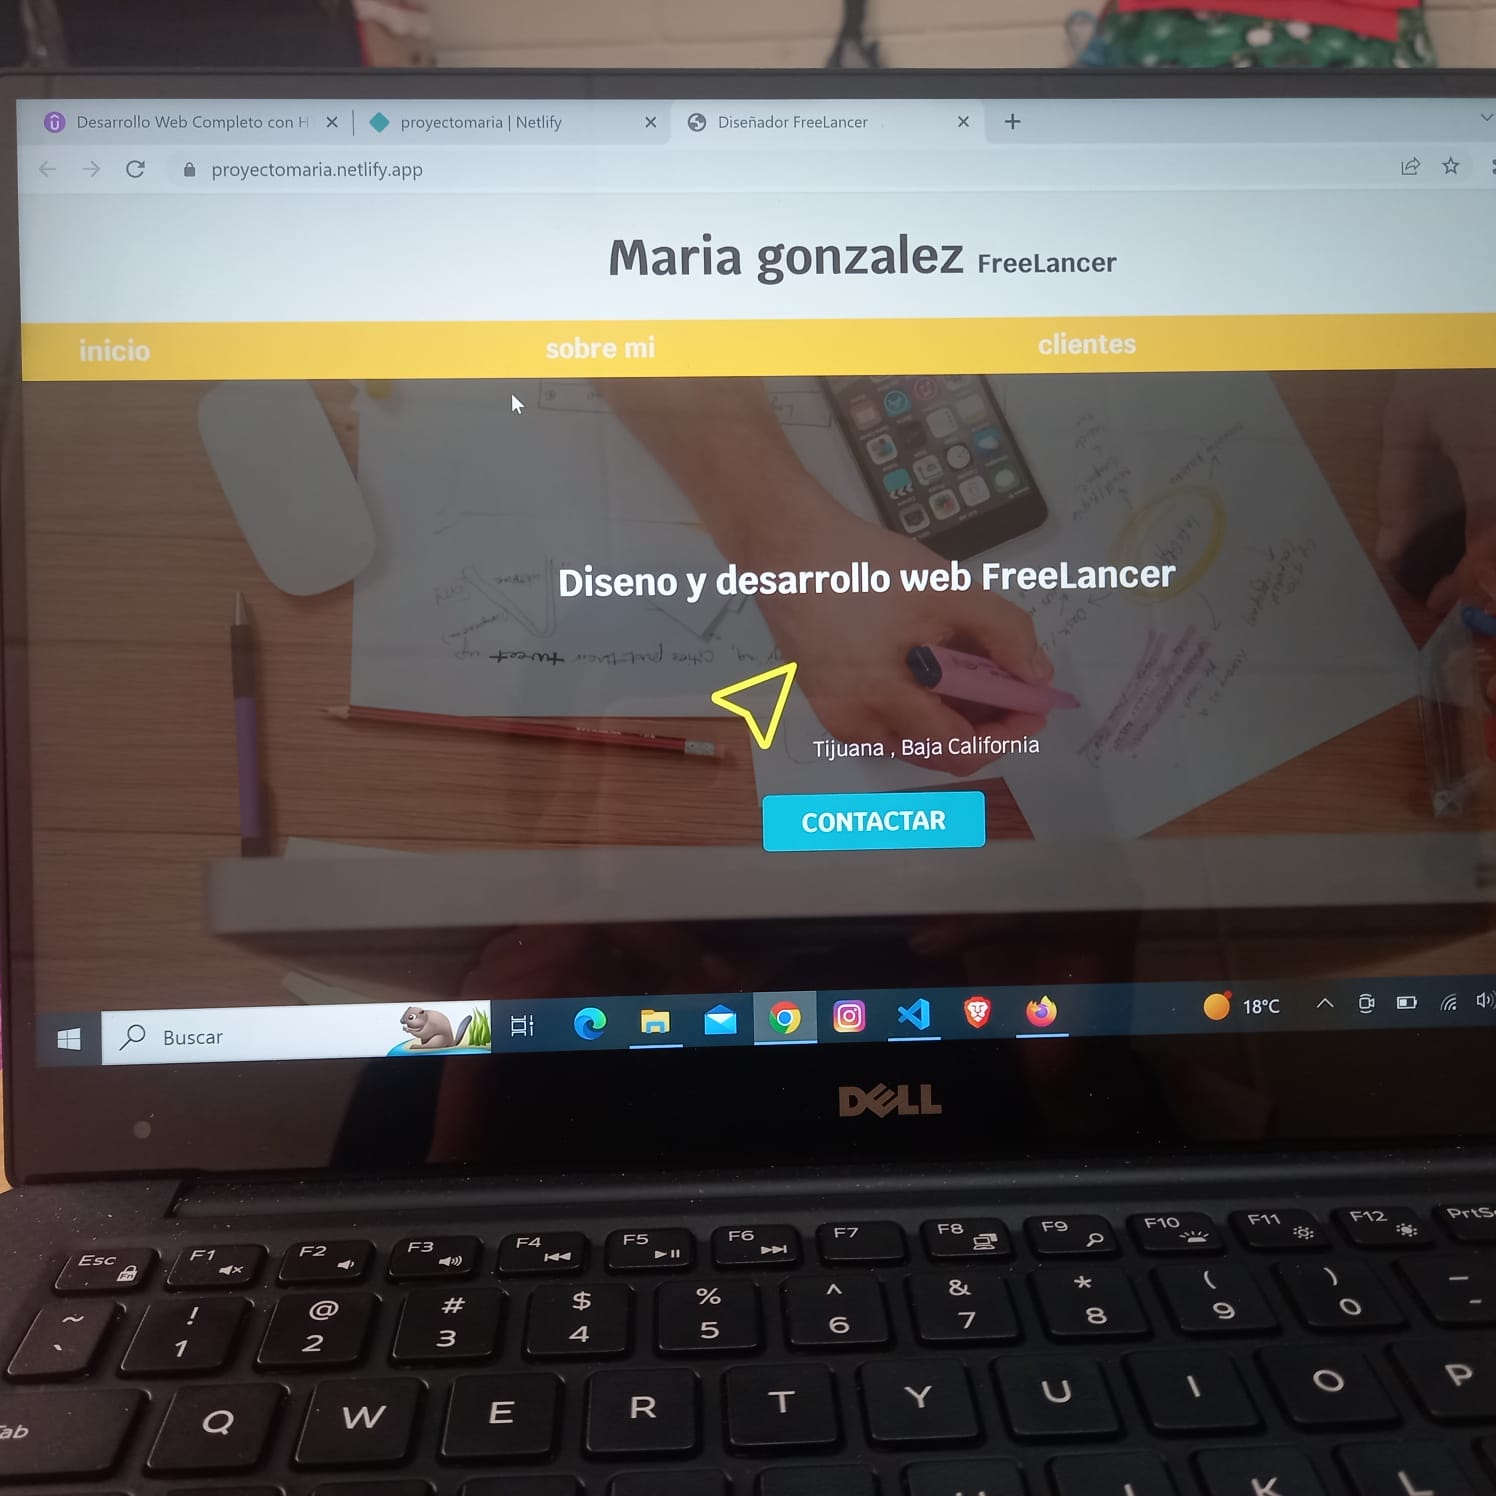 Desarrollo Web Completo con H
proyectomaria | Netlify
Diseñador FreeLancer
proyectomaria.netlify.app
Maria gonzalez FreeLancer
inicio sobre mi clientes
Diseno y desarrollo web FreeLancer
Tijuana , Baja California
CONTACTAR
Buscar
18°C
DELL
Esc F1 F2 F3 F4 F5 F6 F7 F8 F9 F10 F11 F12 PrtS
~ ! @ # $ % ^ & * ( ) _
` 1 2 3 4 5 6 7 8 9 0 -
Tab Q W E R T Y U I O P
K L